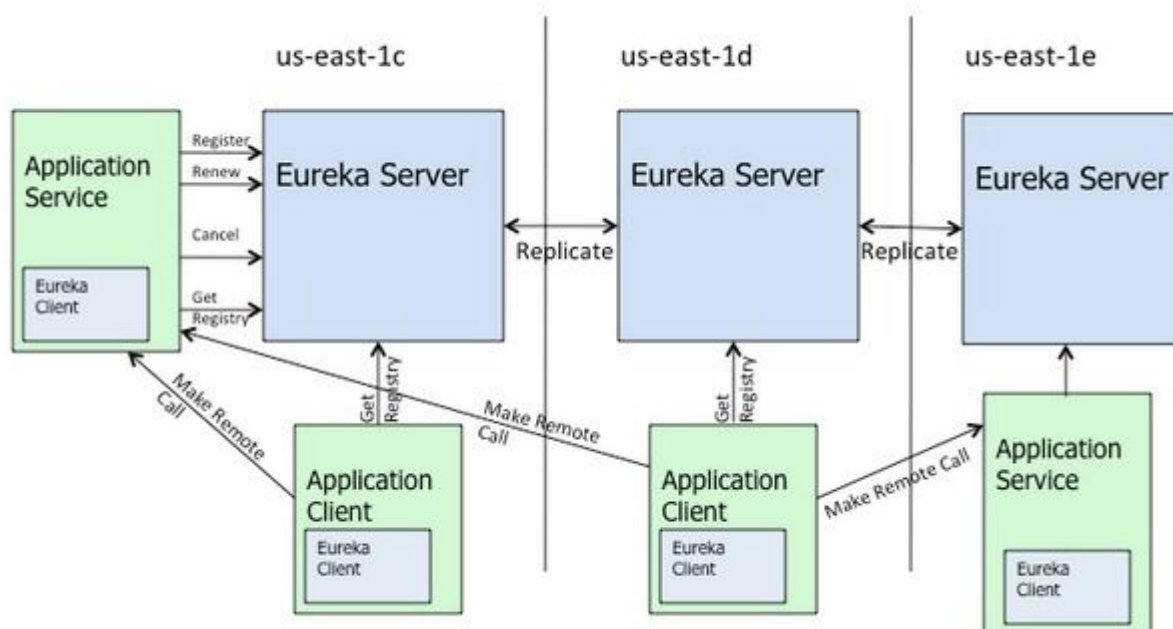 us-east-1c
us-east-1d
us-east-1e
Application
Service
Eureka
Client
Register
Renew
Cancel
Get
Registry
Eureka Server
Replicate
Eureka Server
Replicate
Eureka Server
Make Remote
Call
Get
Registry
Make Remote
Call
Get
Registry
Make Remote Call
Application
Client
Eureka
Client
Application
Client
Eureka
Client
Application
Service
Eureka
Client